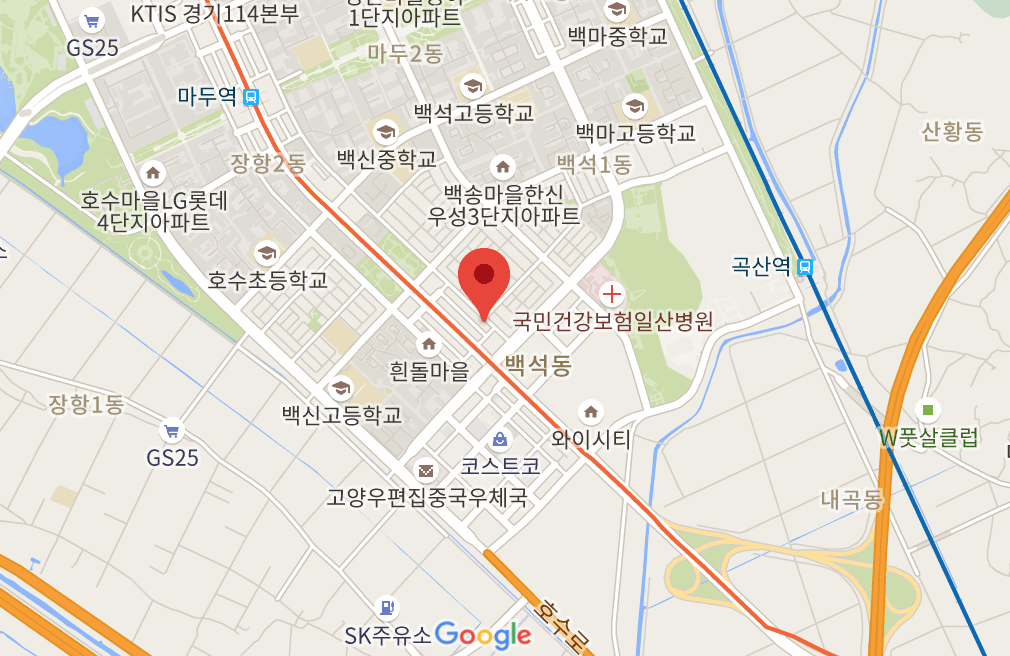 KTIS 경기114본부
1단지아파트
GS25
마두2동
백마중학교
마두역
백석고등학교
백마고등학교
산황동
백신중학교
장항2동
백석1동
호수마을LG롯데
4단지아파트
백송마을한신
우성3단지아파트
호수초등학교
곡산역
국민건강보험일산병원
흰돌마을
백석동
장항1동
백신고등학교
와이시티
W풋살클럽
GS25
코스트코
고양우편집중국우체국
내곡동
SK주유소
Google
호수로